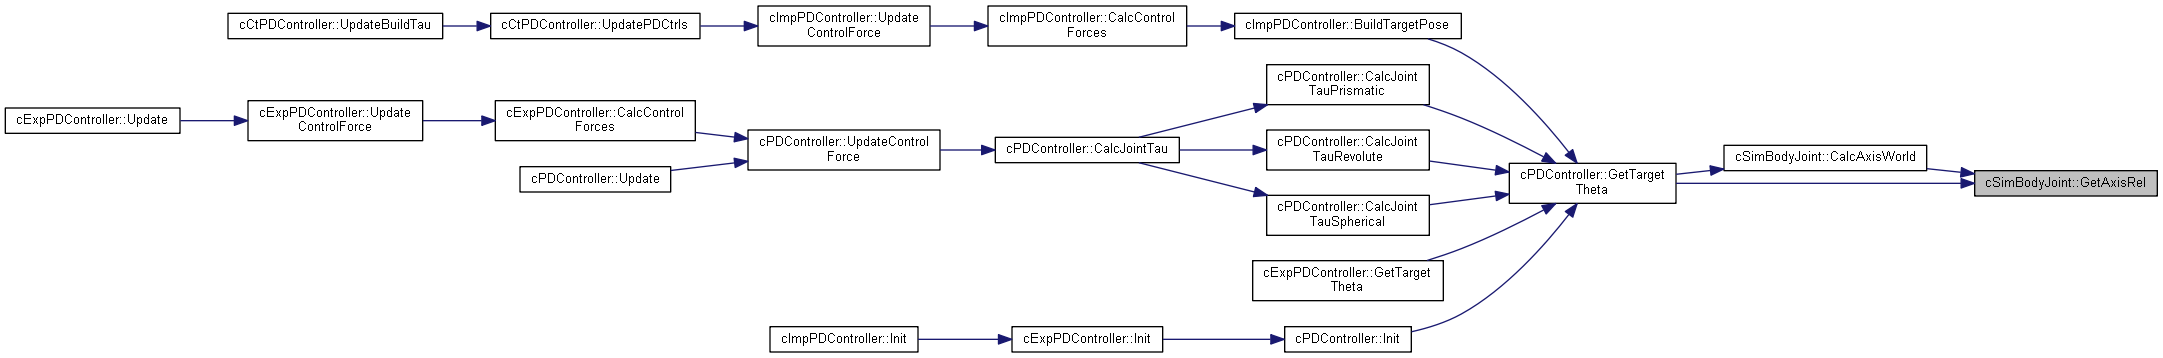 cCtPDController::UpdateBuildTau
cCtPDController::UpdatePDCtrls
cImpPDController::Update
ControlForce
cImpPDController::CalcControl
Forces
cImpPDController::BuildTargetPose
cExpPDController::Update
cExpPDController::Update
ControlForce
cExpPDController::CalcControl
Forces
cPDController::Update
cPDController::UpdateControl
Force
cPDController::CalcJointTau
cPDController::CalcJoint
TauPrismatic
cPDController::CalcJoint
TauRevolute
cPDController::CalcJoint
TauSpherical
cExpPDController::GetTarget
Theta
cImpPDController::Init
cExpPDController::Init
cPDController::Init
cPDController::GetTarget
Theta
cSimBodyJoint::CalcAxisWorld
cSimBodyJoint::GetAxisRel